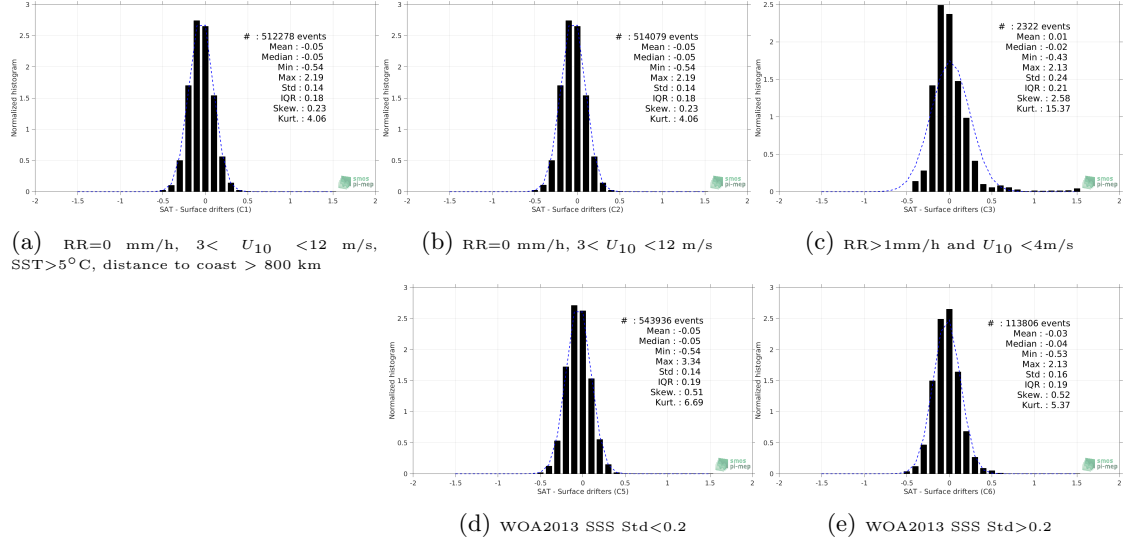 3
2.5
2
1.5
1
0.5
0
-2
-1.5
-1
-0.5
0
0.5
1
1.5
2
Normalized histogram
SAT - Surface drifters (C1)
# : 512278 events
Mean : -0.05
Median : -0.05
Min : -0.54
Max : 2.19
Std : 0.14
IQR : 0.18
Skew. : 0.23
Kurt. : 4.06
smos
pi-mep
(a) RR=0 mm/h, 3< U10 <12 m/s,
SST>5°C, distance to coast > 800 km
3
2.5
2
1.5
1
0.5
0
-2
-1.5
-1
-0.5
0
0.5
1
1.5
2
Normalized histogram
SAT - Surface drifters (C2)
# : 514079 events
Mean : -0.05
Median : -0.05
Min : -0.54
Max : 2.19
Std : 0.14
IQR : 0.18
Skew. : 0.23
Kurt. : 4.06
smos
pi-mep
(b) RR=0 mm/h, 3< U10 <12 m/s
2.5
2
1.5
1
0.5
0
-2
-1.5
-1
-0.5
0
0.5
1
1.5
2
Normalized histogram
SAT - Surface drifters (C3)
# : 2322 events
Mean : 0.01
Median : -0.02
Min : -0.43
Max : 2.13
Std : 0.24
IQR : 0.21
Skew. : 2.58
Kurt. : 15.37
smos
pi-mep
(c) RR>1mm/h and U10 <4m/s
3
2.5
2
1.5
1
0.5
0
-2
-1.5
-1
-0.5
0
0.5
1
1.5
2
Normalized histogram
SAT - Surface drifters (C5)
# : 543936 events
Mean : -0.05
Median : -0.05
Min : -0.54
Max : 3.34
Std : 0.14
IQR : 0.19
Skew. : 0.51
Kurt. : 6.69
smos
pi-mep
(d) WOA2013 SSS Std<0.2
3
2.5
2
1.5
1
0.5
0
-2
-1.5
-1
-0.5
0
0.5
1
1.5
2
Normalized histogram
SAT - Surface drifters (C6)
# : 113806 events
Mean : -0.03
Median : -0.04
Min : -0.53
Max : 2.13
Std : 0.16
IQR : 0.19
Skew. : 0.52
Kurt. : 5.37
smos
pi-mep
(e) WOA2013 SSS Std>0.2